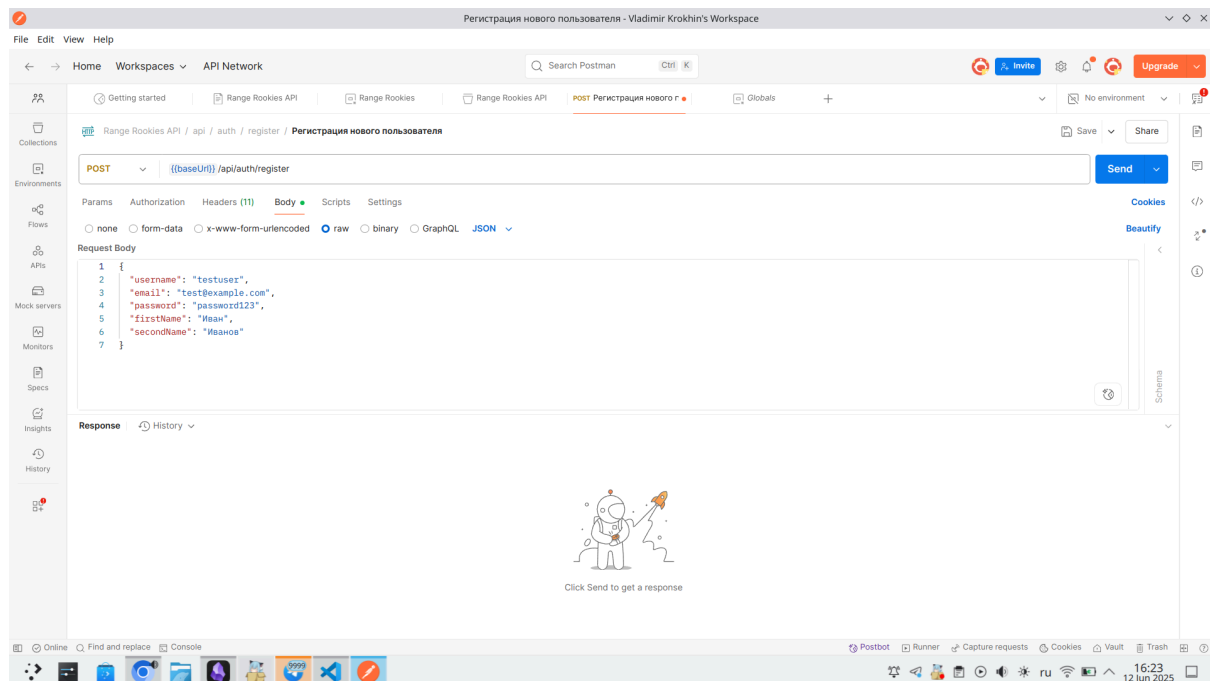 Регистрация нового пользователя - Vladimir Krokhin's Workspace
File Edit View Help
Home Workspaces API Network Search Postman Ctrl K Invite Upgrade
Getting started Range Rookies API Range Rookies Range Rookies API POST Регистрация нового г Globals No environment
HTTP Range Rookies API / api / auth / register / Регистрация нового пользователя Save Share
Collections
POST {{baseUrl}} /api/auth/register Send
Environments
Params Authorization Headers (11) Body Scripts Settings Cookies
Flows
none form-data x-www-form-urlencoded raw binary GraphQL JSON Beautify
Request Body
APIs
1 {
2 "username": "testuser",
3 "email": "test@example.com",
4 "password": "password123",
5 "firstName": "Иван",
6 "secondName": "Иванов"
7 }
Mock servers
Monitors
Specs
Schema
Insights
Response History
History
Click Send to get a response
Online Find and replace Console Postbot Runner Capture requests Cookies Vault Trash
9999
ru 16:23
12 Jun 2025